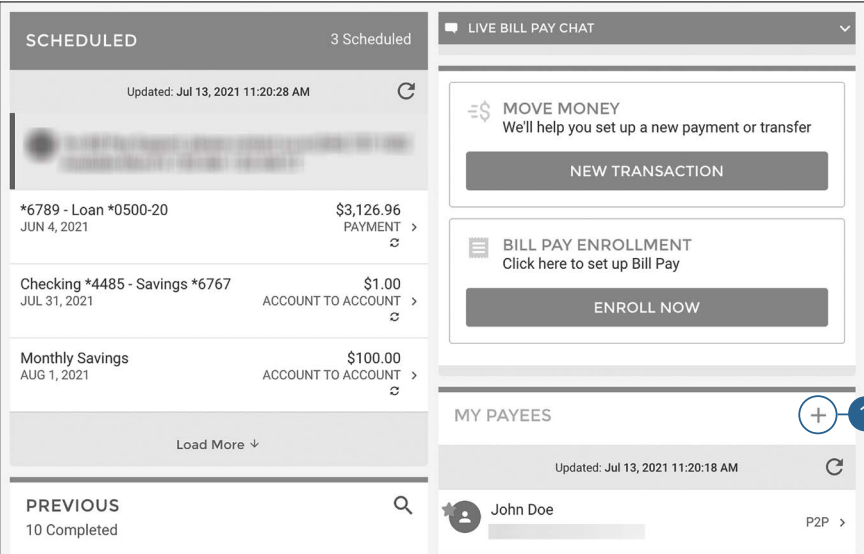 SCHEDULED
3 Scheduled
Updated: Jul 13, 2021 11:20:28 AM
*6789 - Loan *0500-20
$3,126.96
JUN 4, 2021
PAYMENT
Checking *4485 - Savings *6767
$1.00
JUL 31, 2021
ACCOUNT TO ACCOUNT
Monthly Savings
$100.00
AUG 1, 2021
ACCOUNT TO ACCOUNT
Load More ↓
PREVIOUS
10 Completed
LIVE BILL PAY CHAT
MOVE MONEY
We'll help you set up a new payment or transfer
NEW TRANSACTION
BILL PAY ENROLLMENT
Click here to set up Bill Pay
ENROLL NOW
MY PAYEES
Updated: Jul 13, 2021 11:20:18 AM
John Doe
P2P